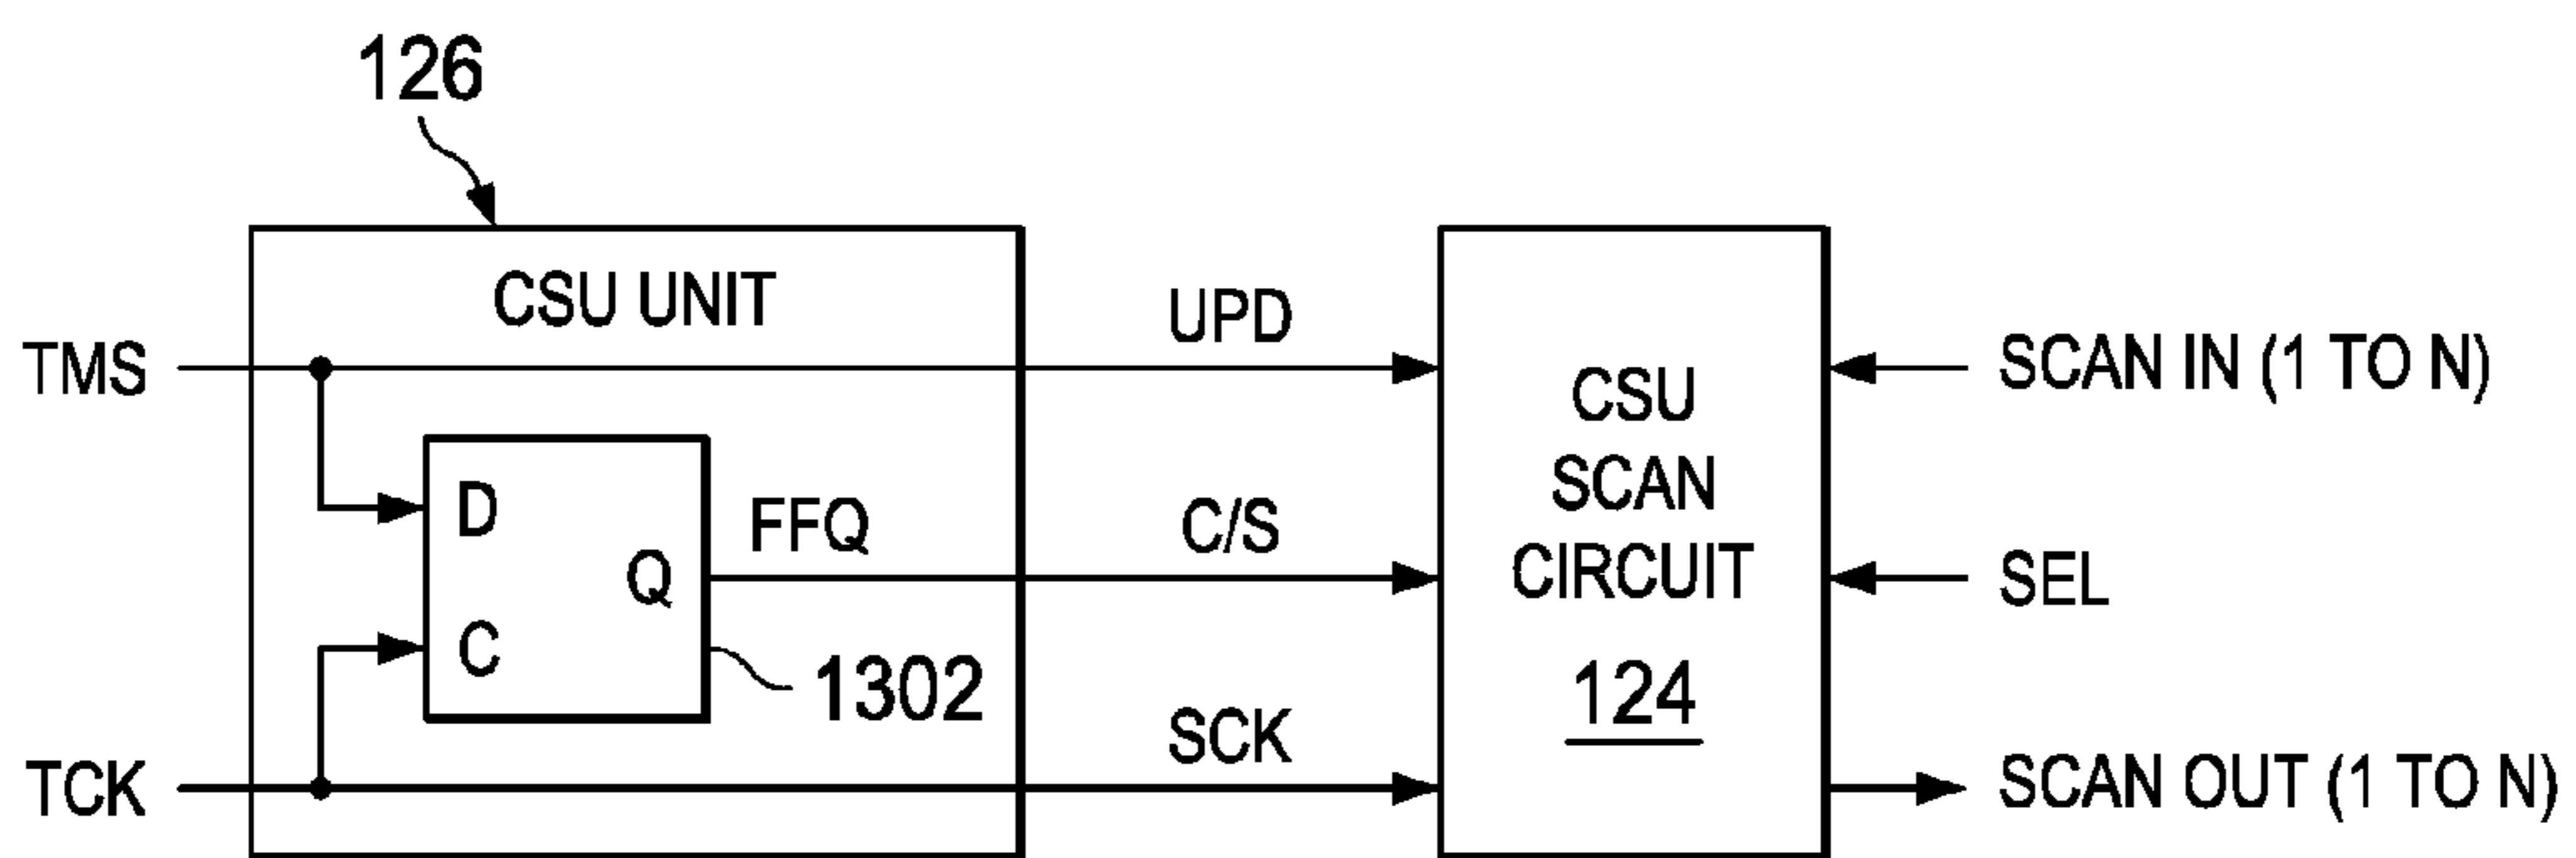 126
CSU UNIT
UPD
TMS
SCAN IN (1 TO N)
CSU
SCAN
CIRCUIT
124
D
FFQ
C/S
Q
SEL
C
1302
SCK
TCK
SCAN OUT (1 TO N)